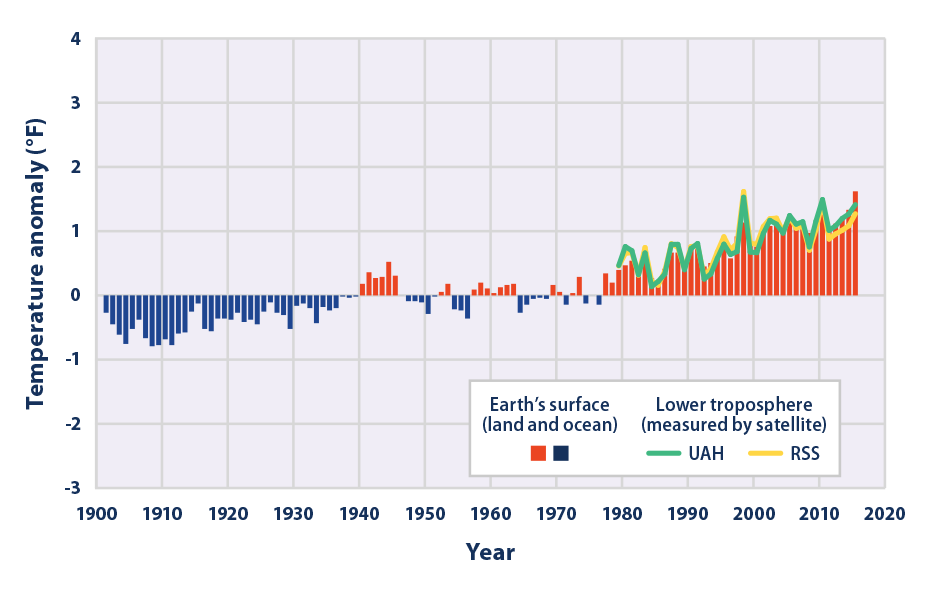 4
3
2
1
0
-1
-2
-3
Temperature anomaly (°F)
Earth's surface
(land and ocean)
Lower troposphere
(measured by satellite)
UAH
RSS
1900 1910 1920 1930 1940 1950 1960 1970 1980 1990 2000 2010 2020
Year